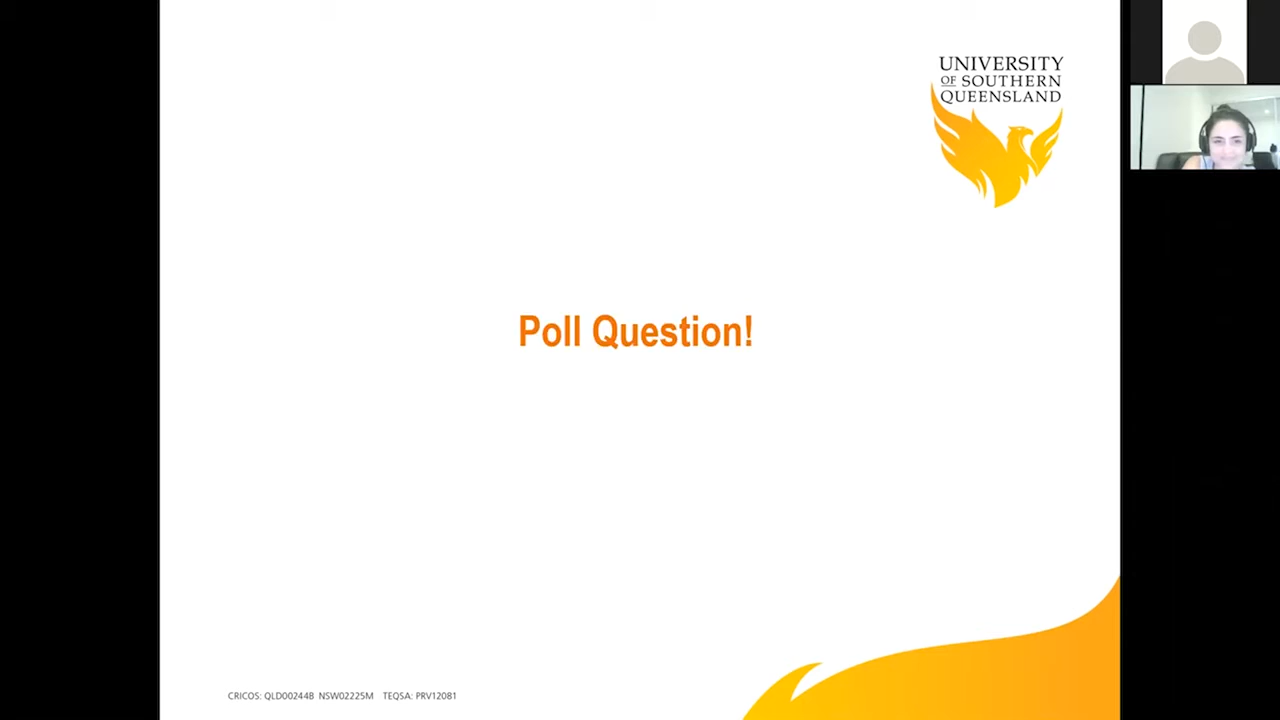 UNIVERSITY
OF SOUTHERN
QUEENSLAND
Poll Question!
CRICOS: QLD00244B NSW02225M TEQSA: PRV12081